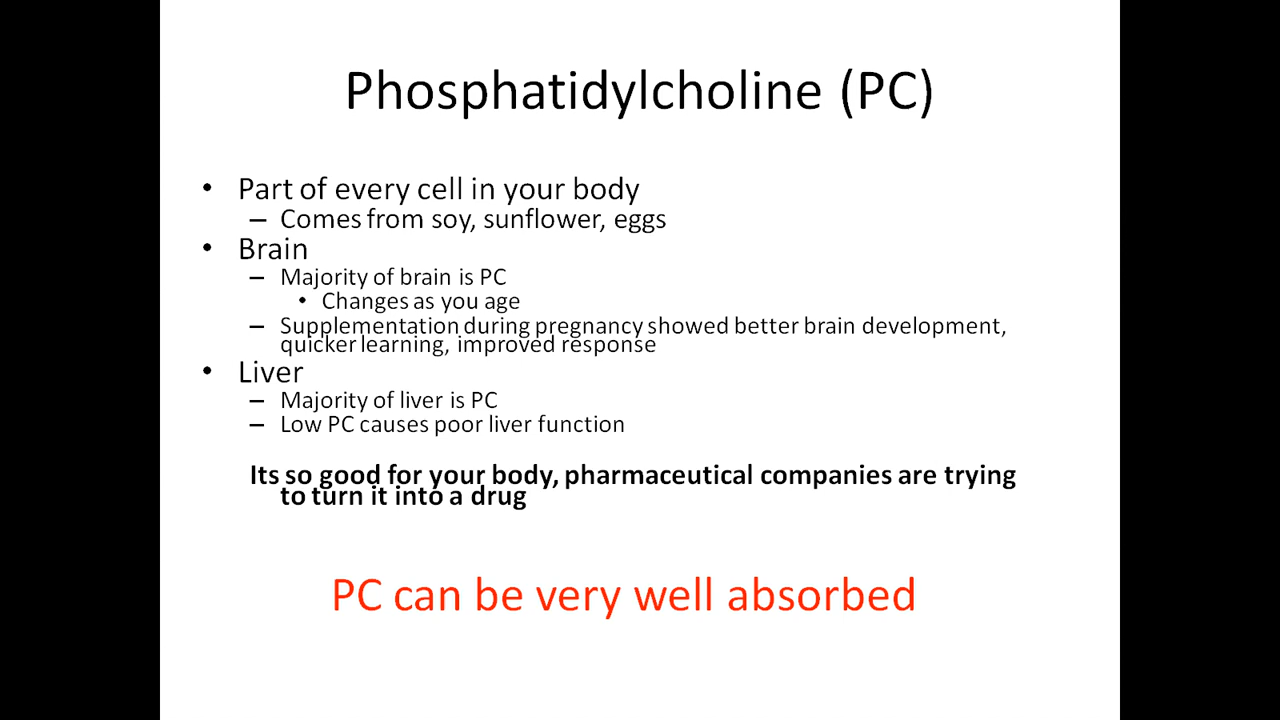 Phosphatidylcholine (PC)
• Part of every cell in your body
– Comes from soy, sunflower, eggs
• Brain
– Majority of brain is PC
• Changes as you age
– Supplementation during pregnancy showed better brain development,
quicker learning, improved response
• Liver
– Majority of liver is PC
– Low PC causes poor liver function
Its so good for your body, pharmaceutical companies are trying
to turn it into a drug
PC can be very well absorbed